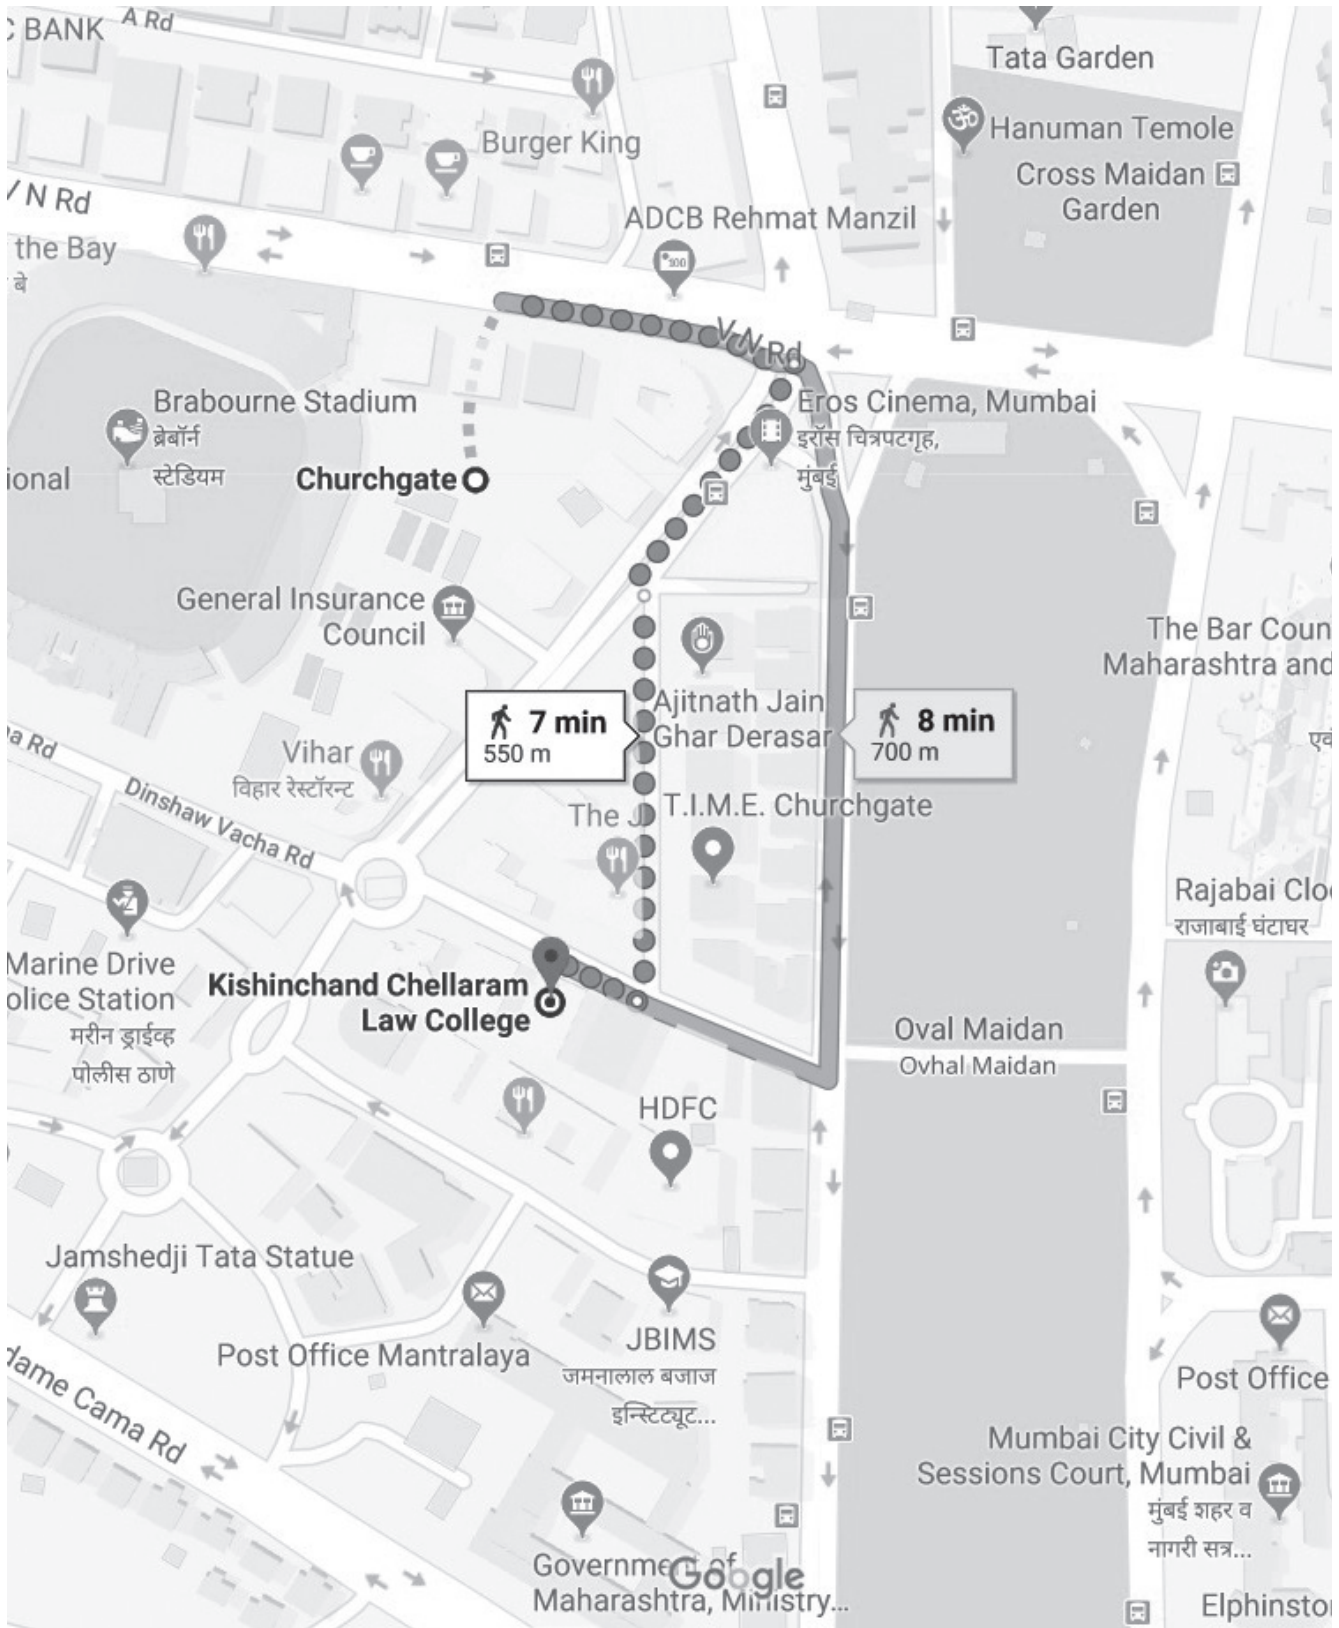 C BANK
A Rd
Tata Garden
Burger King
Hanuman Temole
Cross Maidan
Garden
V N Rd
ADCB Rehmat Manzil
the Bay
बे
V N Rd
Brabourne Stadium
ब्रेबॉर्न
स्टेडियम
Eros Cinema, Mumbai
इरॉस चित्रपटगृह,
मुंबई
ional
Churchgate
General Insurance
Council
The Bar Coun
Maharashtra and
एवं
7 min
550 m
Ajitnath Jain
Ghar Derasar
8 min
700 m
a Rd
Vihar
विहार रेस्टॉरन्ट
Dinshaw Vacha Rd
The J
T.I.M.E. Churchgate
Rajabai Clo
राजाबाई घंटाघर
Marine Drive
olice Station
मरीन ड्राईव्ह
पोलीस ठाणे
Kishinchand Chellaram
Law College
Oval Maidan
Ovhal Maidan
HDFC
Jamshedji Tata Statue
Post Office Mantralaya
JBIMS
जमनालाल बजाज
इन्स्टिट्यूट...
Post Office
dame Cama Rd
Mumbai City Civil &
Sessions Court, Mumbai
मुंबई शहर व
नागरी सत्र...
Government of
Maharashtra, Ministry...
Google
Elphinsto